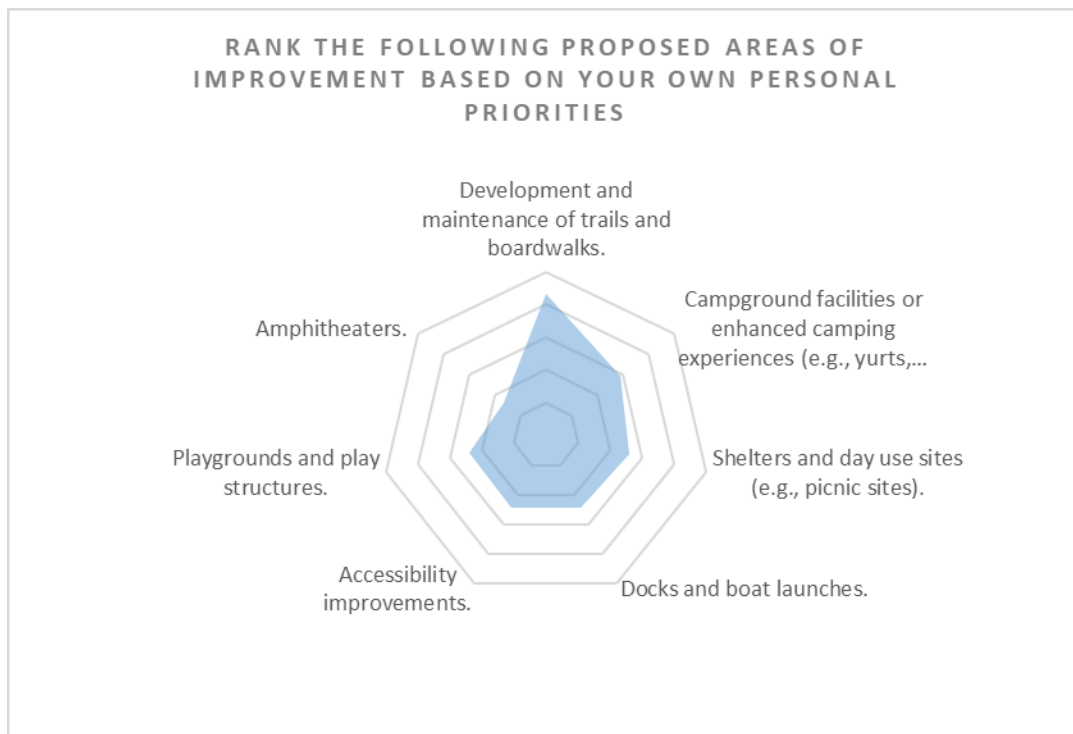 RANK THE FOLLOWING PROPOSED AREAS OF
IMPROVEMENT BASED ON YOUR OWN PERSONAL
PRIORITIES
Development and
maintenance of trails and
boardwalks.
Campground facilities or
enhanced camping
experiences (e.g., yurts,...
Shelters and day use sites
(e.g., picnic sites).
Docks and boat launches.
Accessibility
improvements.
Playgrounds and play
structures.
Amphitheaters.